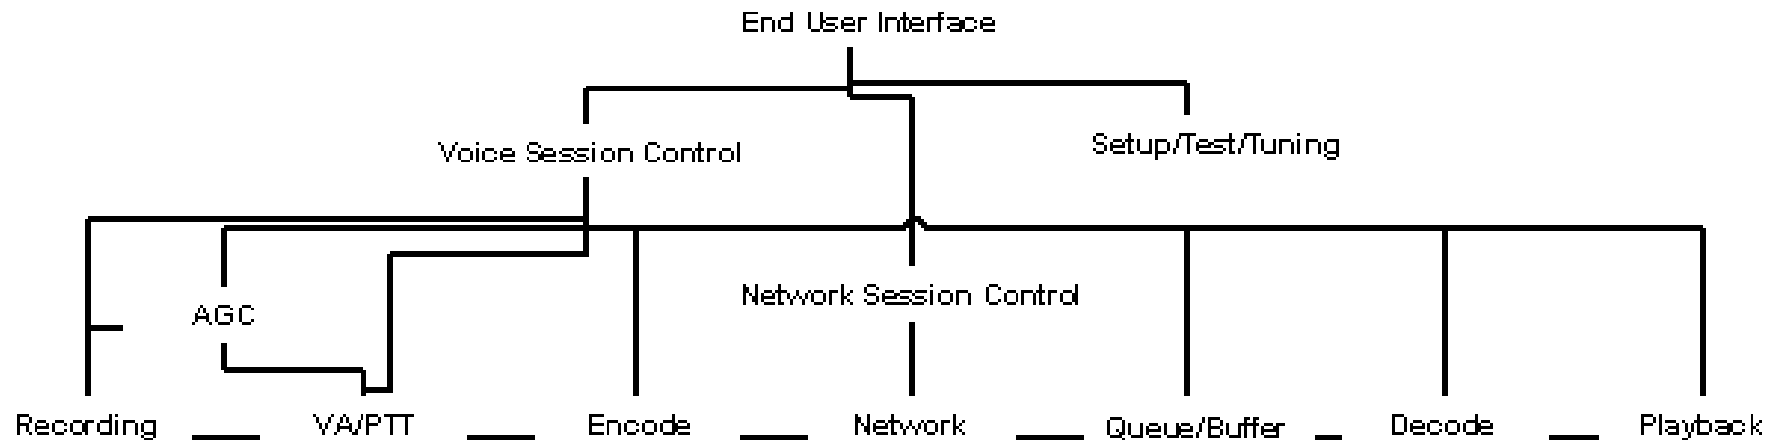 End User Interface
Voice Session Control
Setup/Test/Tuning
Network Session Control
AGC
Recording
VA/PTT
Encode
Network
Queue/Buffer
Decode
Playback